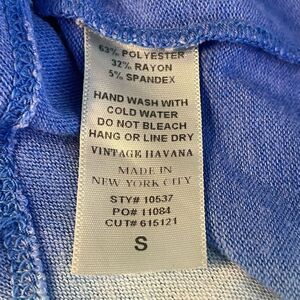 63% POLYESTER
32% RAYON
5% SPANDEX
HAND WASH WITH
COLD WATER
DO NOT BLEACH
HANG OR LINE DRY
VINTAGE HAVANA
MADE IN
NEW YORK CITY
STY# 10537
PO# 11084
CUT# 615121
S